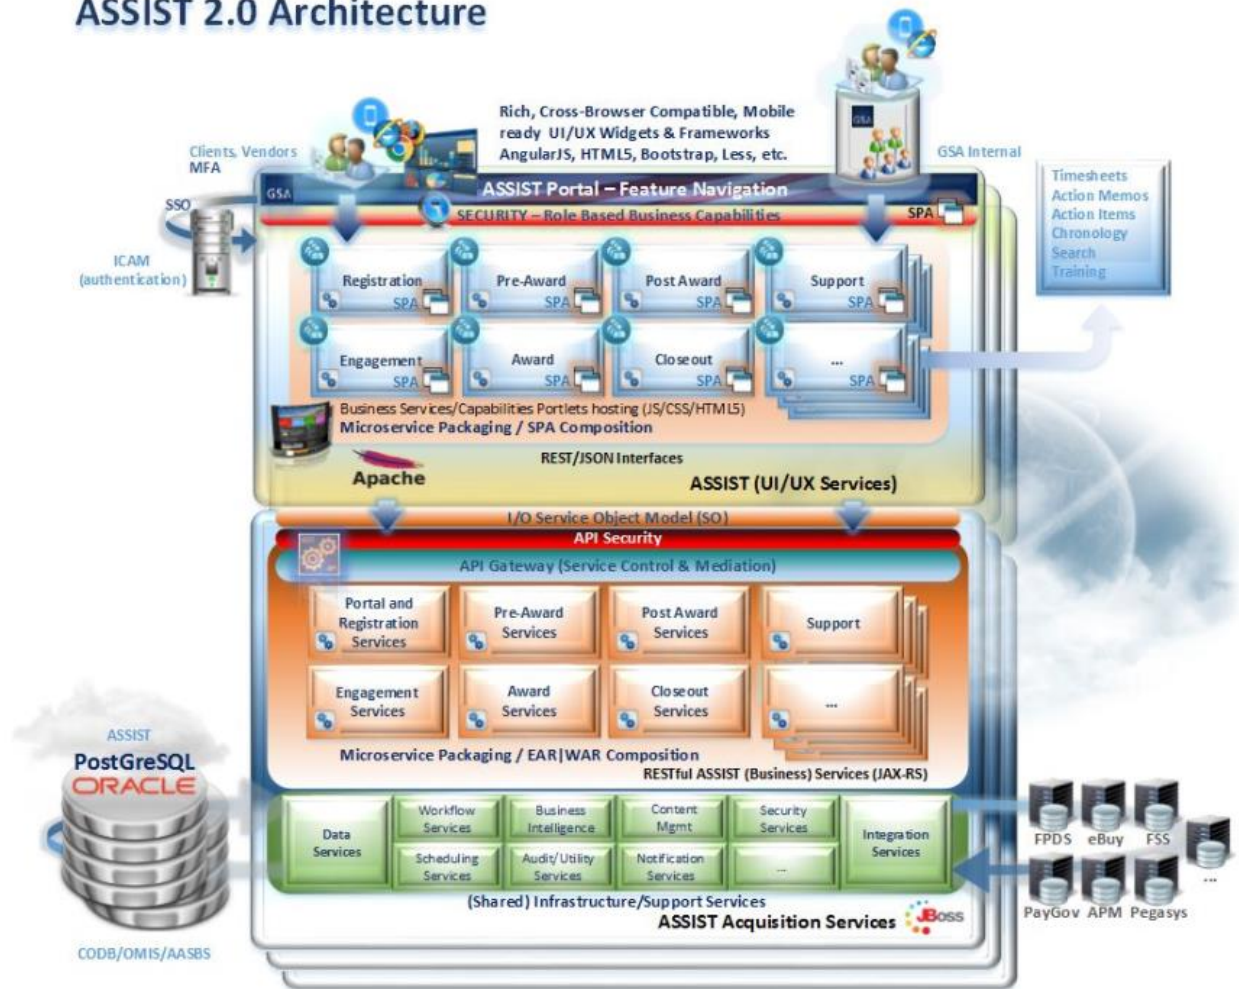 ASSIST 2.0 Architecture
Rich, Cross-Browser Compatible, Mobile
ready UI/UX Widgets & Frameworks
AngularJS, HTML5, Bootstrap, Less, etc.
Clients, Vendors
MFA
GSA
GSA Internal
GSA
ASSIST Portal – Feature Navigation
SECURITY – Role Based Business Capabilities
SPA
SSO
ICAM
(authentication)
Timesheets
Action Memos
Action Items
Chronology
Search
Training
Registration
SPA
Pre-Award
SPA
Post Award
SPA
Support
SPA
Engagement
SPA
Award
SPA
Closeout
SPA
...
SPA
Business Services/Capabilities Portlets hosting (JS/CSS/HTML5)
Microservice Packaging / SPA Composition
REST/JSON Interfaces
Apache
ASSIST (UI/UX Services)
I/O Service Object Model (SO)
API Security
API Gateway (Service Control & Mediation)
Portal and
Registration
Services
Pre-Award
Services
Post Award
Services
Support
Engagement
Services
Award
Services
Closeout
Services
...
Microservice Packaging / EAR|WAR Composition
RESTful ASSIST (Business) Services (JAX-RS)
ASSIST
PostGreSQL
ORACLE
CODB/OMIS/AASBS
Data
Services
Workflow
Services
Business
Intelligence
Content
Mgmt
Security
Services
Scheduling
Services
Audit/Utility
Services
Notification
Services
...
Integration
Services
(Shared) Infrastructure/Support Services
ASSIST Acquisition Services
JBoss
FPDS
eBuy
FSS
...
PayGov
APM
Pegasys